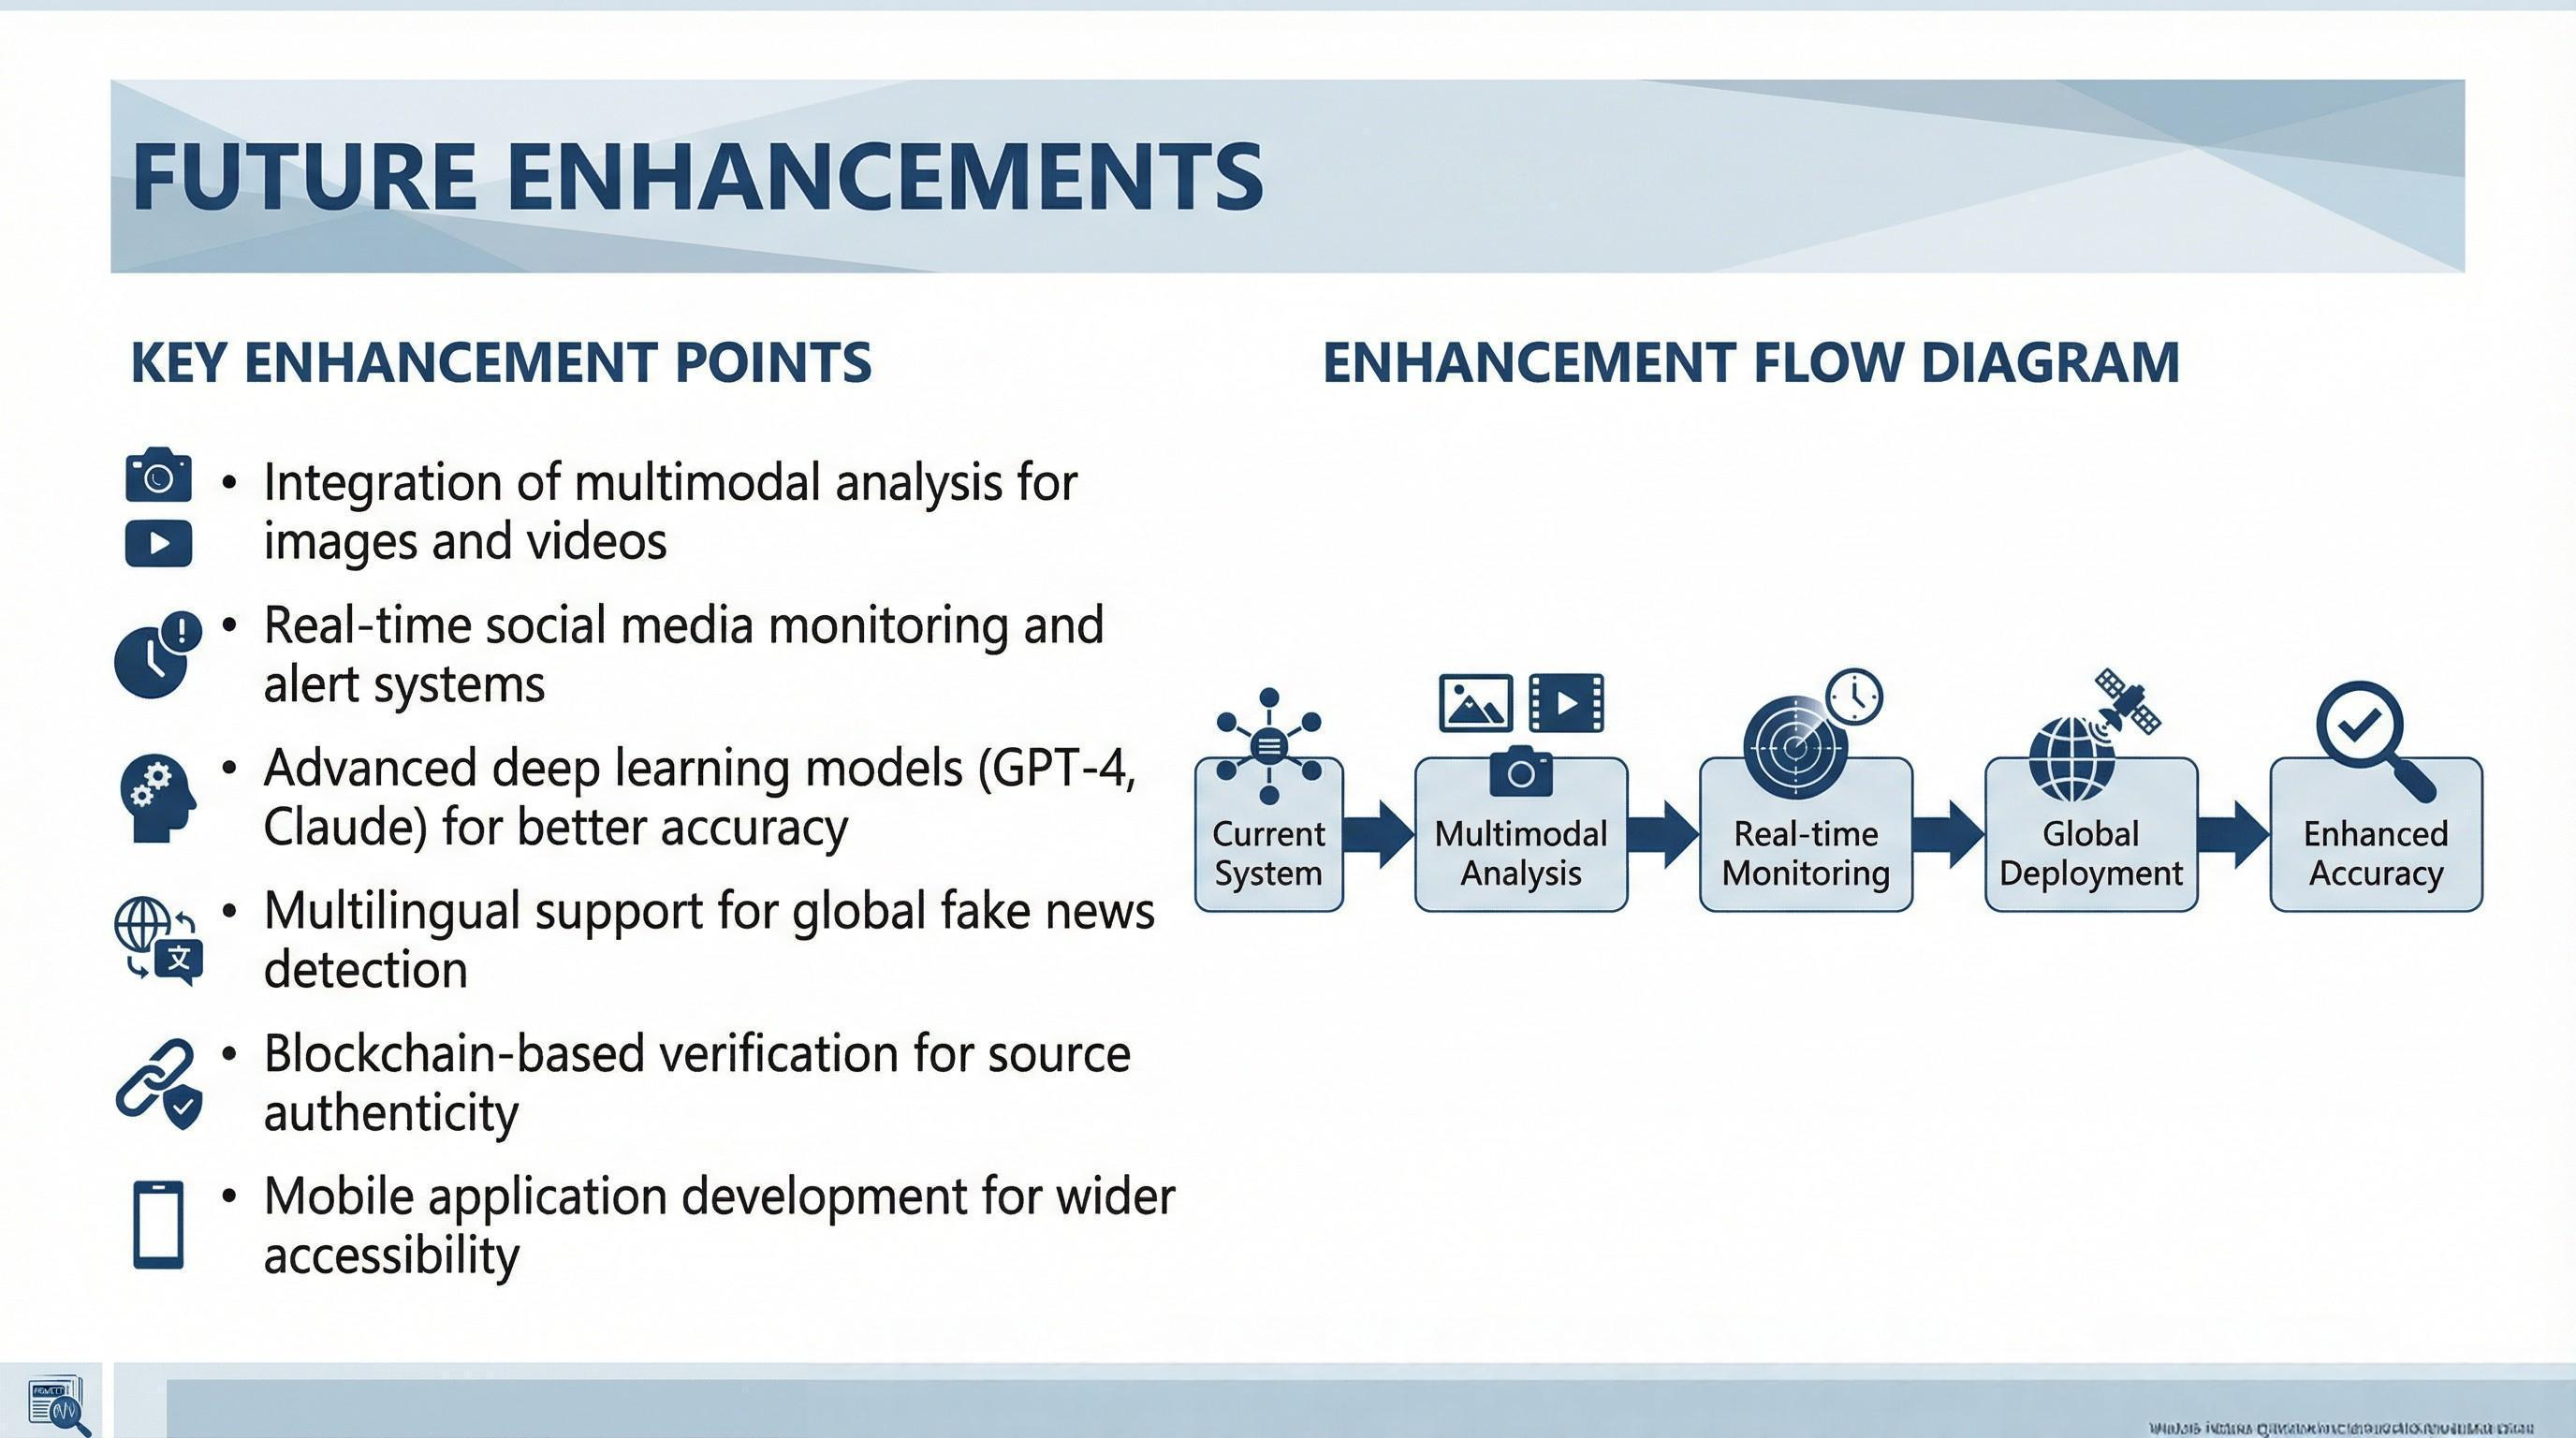 FUTURE ENHANCEMENTS
KEY ENHANCEMENT POINTS
• Integration of multimodal analysis for
images and videos
• Real-time social media monitoring and
alert systems
• Advanced deep learning models (GPT-4,
Claude) for better accuracy
文
• Multilingual support for global fake news
detection
• Blockchain-based verification for source
authenticity
• Mobile application development for wider
accessibility
ENHANCEMENT FLOW DIAGRAM
Current
System
Multimodal
Analysis
Real-time
Monitoring
Global
Deployment
Enhanced
Accuracy